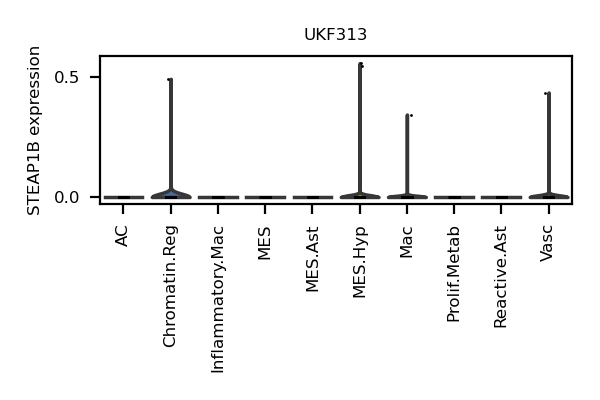 UKF313
STEAP1B expression
0.5
0.0
AC
Chromatin.Reg
Inflammatory.Mac
MES
MES.Ast
MES.Hyp
Mac
Prolif.Metab
Reactive.Ast
Vasc